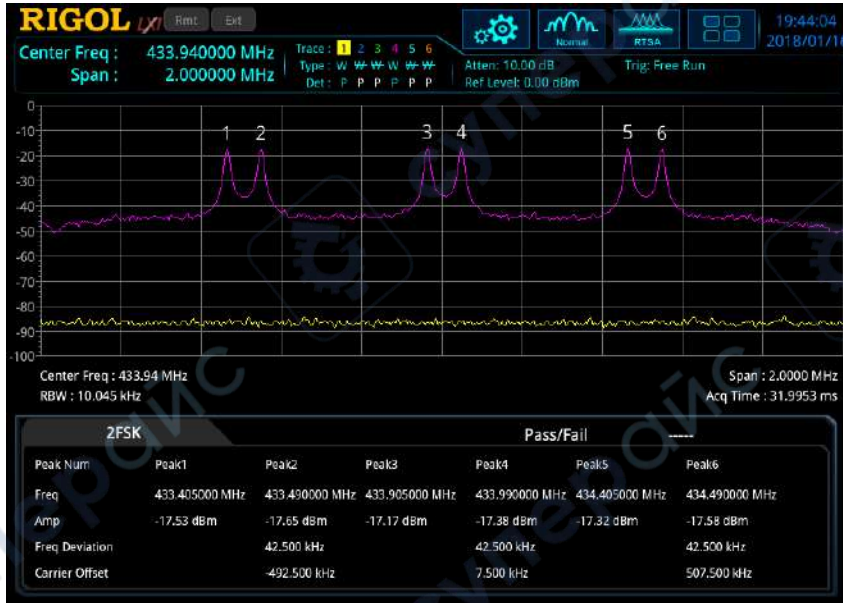 RIGOL LXI Rmt Ext
19:44:04
2018/01/16
Center Freq : 433.940000 MHz
Span : 2.000000 MHz
Trace : 1 2 3 4 5 6
Type : W W W W W W
Det : P P P P P P
Normal
RTSA
Atten: 10.00 dB
Trig: Free Run
Ref Level: 0.00 dBm
0
-10
-20
-30
-40
-50
-60
-70
-80
-90
-100
1 2 3 4 5 6
Center Freq : 433.94 MHz
Span : 2.0000 MHz
RBW : 10.045 kHz
Acq Time : 31.9953 ms
2FSK Pass/Fail -----
Peak Num Peak1 Peak2 Peak3 Peak4 Peak5 Peak6
Freq 433.405000 MHz 433.490000 MHz 433.905000 MHz 433.990000 MHz 434.405000 MHz 434.490000 MHz
Amp -17.53 dBm -17.65 dBm -17.17 dBm -17.38 dBm -17.32 dBm -17.58 dBm
Freq Deviation 42.500 kHz 42.500 kHz 42.500 kHz
Carrier Offset -492.500 kHz 7.500 kHz 507.500 kHz
суперайс